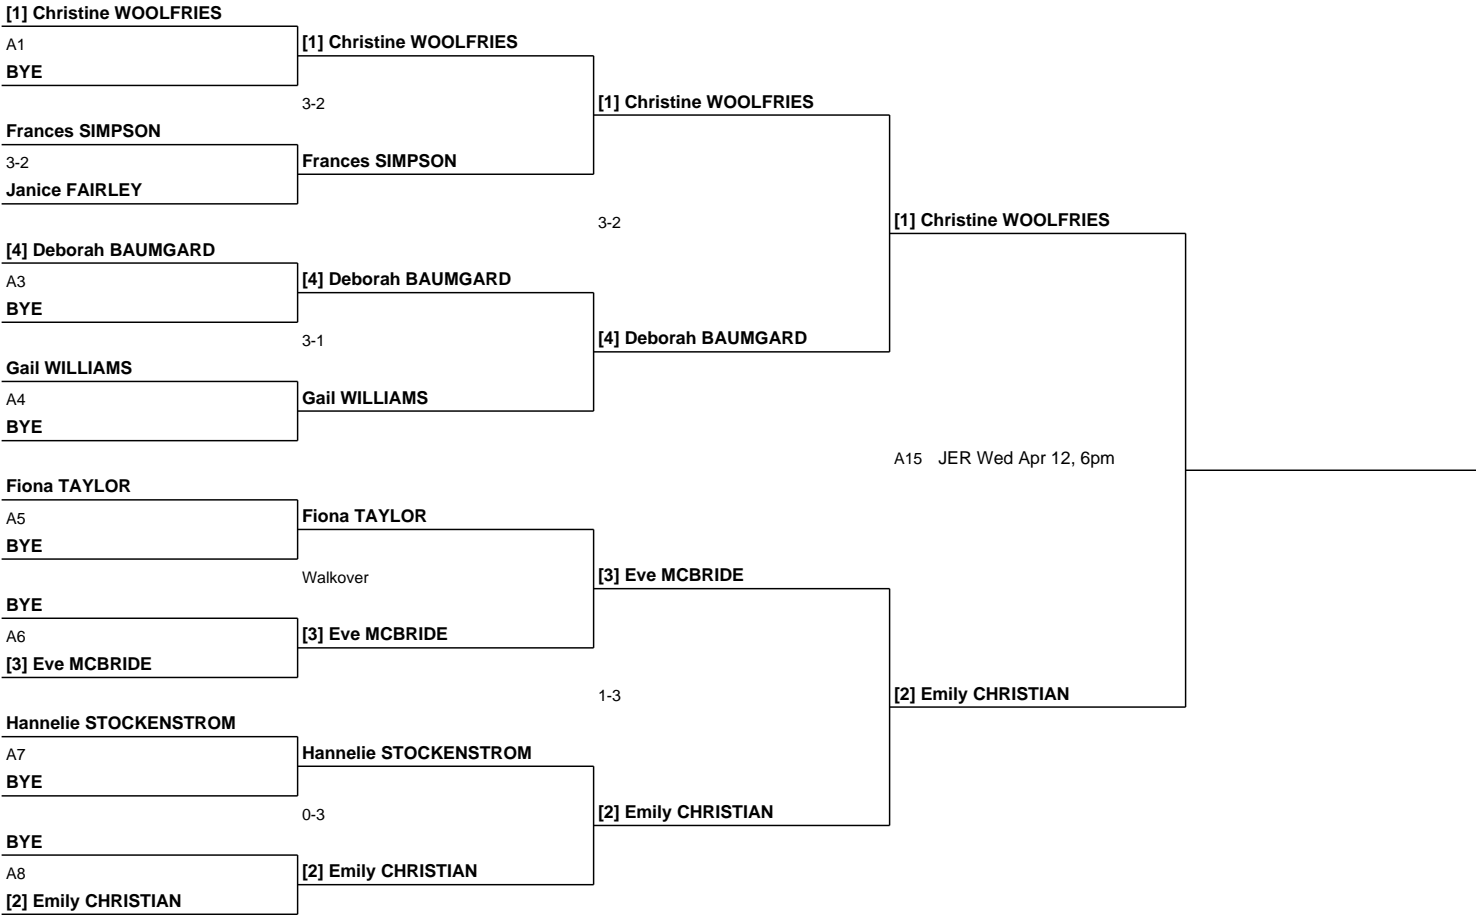 [1] Christine WOOLFRIES
A1
BYE
[1] Christine WOOLFRIES
3-2
Frances SIMPSON
3-2
Janice FAIRLEY
Frances SIMPSON
[1] Christine WOOLFRIES
3-2
[4] Deborah BAUMGARD
A3
BYE
[4] Deborah BAUMGARD
3-1
Gail WILLIAMS
A4
BYE
Gail WILLIAMS
[4] Deborah BAUMGARD
[1] Christine WOOLFRIES
A15 JER Wed Apr 12, 6pm
Fiona TAYLOR
A5
BYE
Fiona TAYLOR
Walkover
BYE
A6
[3] Eve MCBRIDE
[3] Eve MCBRIDE
[3] Eve MCBRIDE
1-3
Hannelie STOCKENSTROM
A7
BYE
Hannelie STOCKENSTROM
0-3
BYE
A8
[2] Emily CHRISTIAN
[2] Emily CHRISTIAN
[2] Emily CHRISTIAN
[2] Emily CHRISTIAN